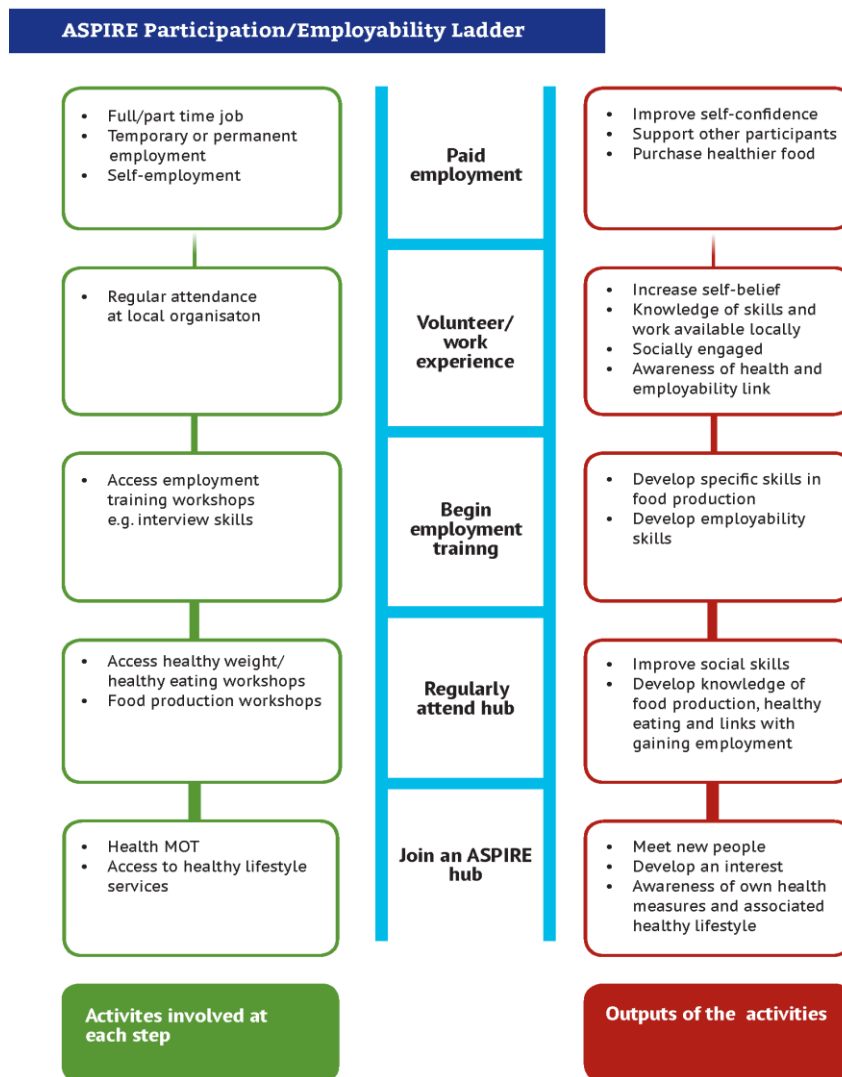 ASPIRE Participation/Employability Ladder
• Full/part time job
• Temporary or permanent
employment
• Self-employment
Paid
employment
• Improve self-confidence
• Support other participants
• Purchase healthier food
• Regular attendance
at local organisaton
Volunteer/
work
experience
• Increase self-belief
• Knowledge of skills and
work available locally
• Socially engaged
• Awareness of health and
employability link
• Access employment
training workshops
e.g. interview skills
Begin
employment
trainng
• Develop specific skills in
food production
• Develop employability
skills
• Access healthy weight/
healthy eating workshops
• Food production workshops
Regularly
attend hub
• Improve social skills
• Develop knowledge of
food production, healthy
eating and links with
gaining employment
• Health MOT
• Access to healthy lifestyle
services
Join an ASPIRE
hub
• Meet new people
• Develop an interest
• Awareness of own health
measures and associated
healthy lifestyle
Activites involved at
each step
Outputs of the activities